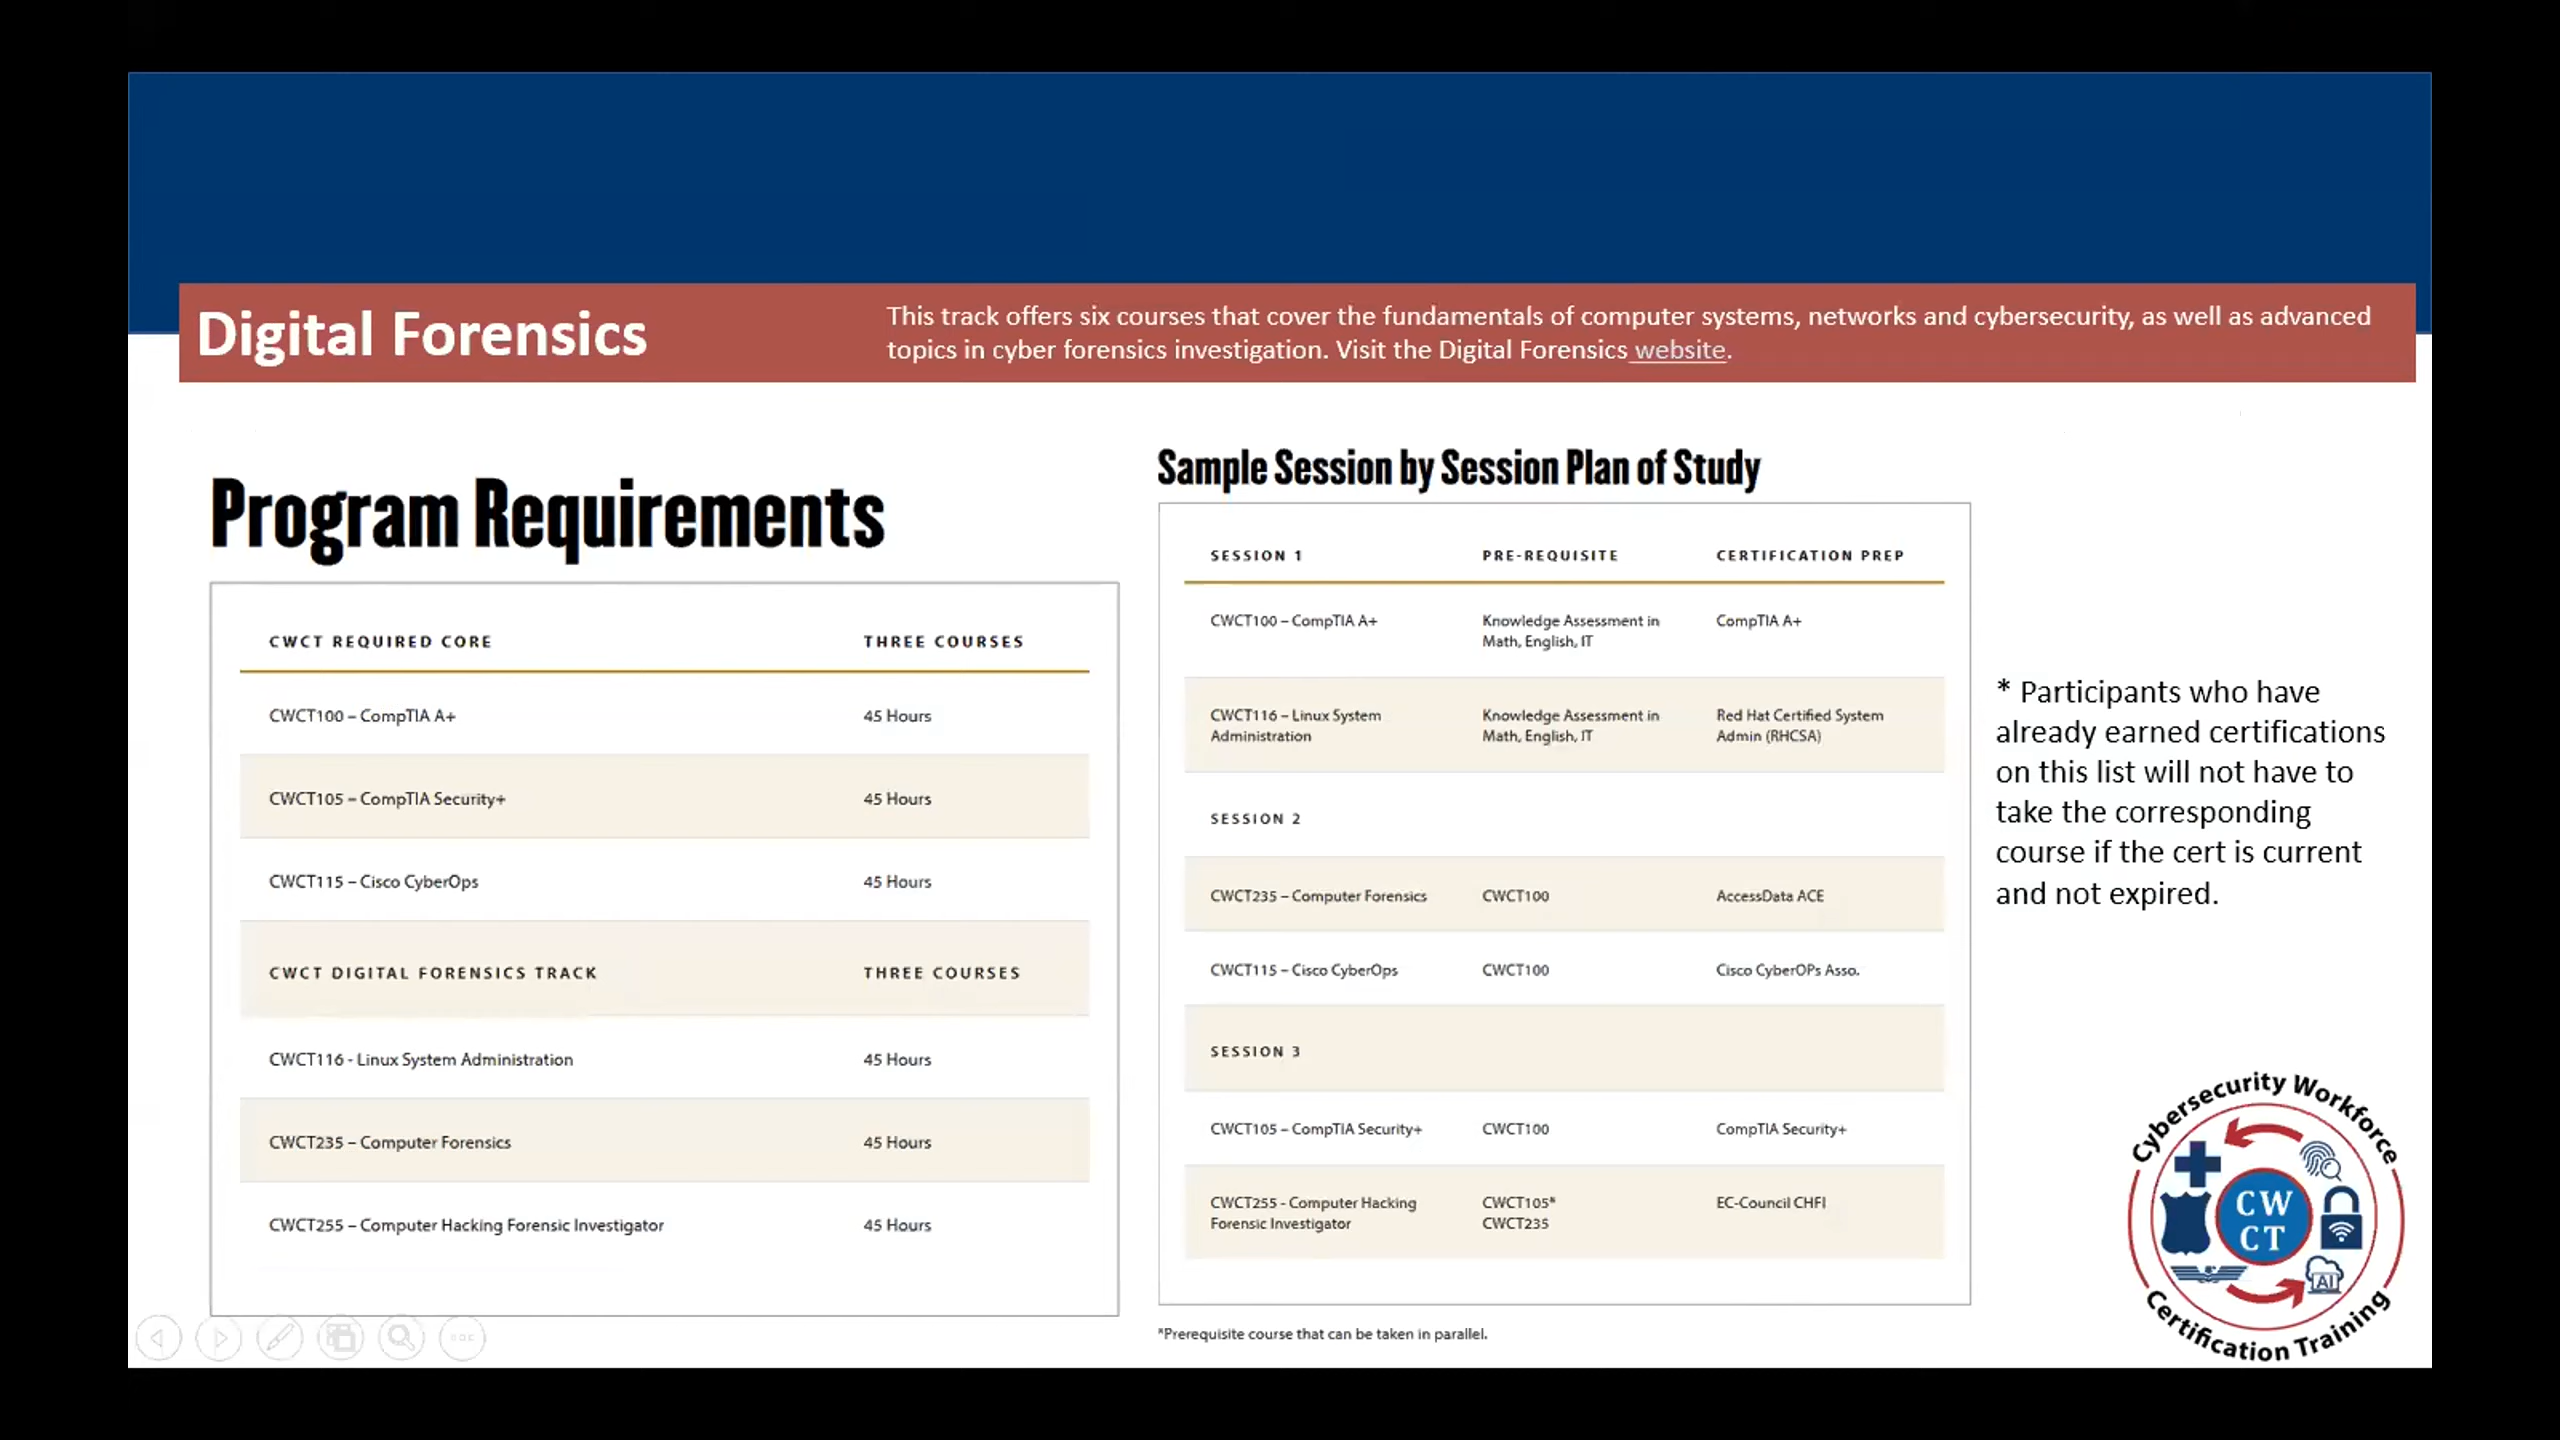 Digital Forensics
This track offers six courses that cover the fundamentals of computer systems, networks and cybersecurity, as well as advanced
topics in cyber forensics investigation. Visit the Digital Forensics website.
Program Requirements
CWCT REQUIRED CORE THREE COURSES
CWCT100 – CompTIA A+ 45 Hours
CWCT105 – CompTIA Security+ 45 Hours
CWCT115 – Cisco CyberOps 45 Hours
CWCT DIGITAL FORENSICS TRACK THREE COURSES
CWCT116 - Linux System Administration 45 Hours
CWCT235 – Computer Forensics 45 Hours
CWCT255 – Computer Hacking Forensic Investigator 45 Hours
Sample Session by Session Plan of Study
SESSION 1 PRE-REQUISITE CERTIFICATION PREP
CWCT100 – CompTIA A+ Knowledge Assessment in CompTIA A+
Math, English, IT
CWCT116 – Linux System Knowledge Assessment in Red Hat Certified System
Administration Math, English, IT Admin (RHCSA)
SESSION 2
CWCT235 – Computer Forensics CWCT100 AccessData ACE
CWCT115 – Cisco CyberOps CWCT100 Cisco CyberOPs Asso.
SESSION 3
CWCT105 – CompTIA Security+ CWCT100 CompTIA Security+
CWCT255 - Computer Hacking CWCT105* EC-Council CHFI
Forensic Investigator CWCT235
*Prerequisite course that can be taken in parallel.
* Participants who have
already earned certifications
on this list will not have to
take the corresponding
course if the cert is current
and not expired.
Cybersecurity Workforce
CW
CT
AI
Certification Training